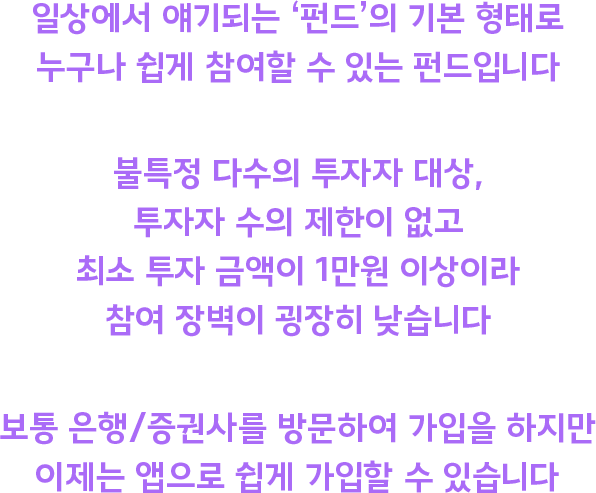 일상에서 얘기되는 ‘펀드’의 기본 형태로
누구나 쉽게 참여할 수 있는 펀드입니다
불특정 다수의 투자자 대상,
투자자 수의 제한이 없고
최소 투자 금액이 1만원 이상이라
참여 장벽이 굉장히 낮습니다
보통 은행/증권사를 방문하여 가입을 하지만
이제는 앱으로 쉽게 가입할 수 있습니다